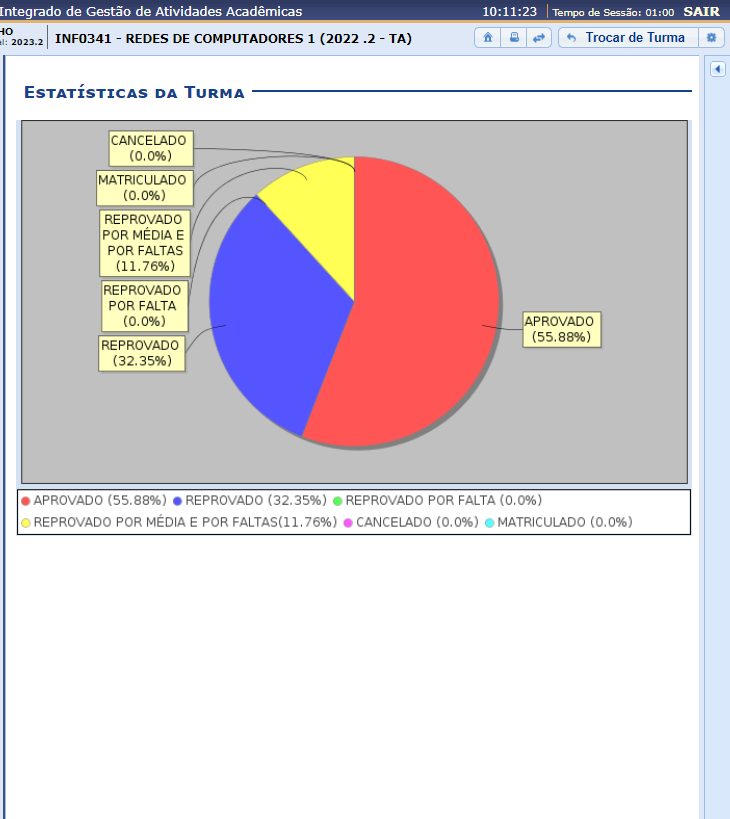 Integrado de Gestão de Atividades Acadêmicas 10:11:23 Tempo de Sessão: 01:00 SAIR
HO
el: 2023.2 INF0341 - REDES DE COMPUTADORES 1 (2022 .2 - TA) Trocar de Turma
ESTATÍSTICAS DA TURMA
CANCELADO
(0.0%)
MATRICULADO
(0.0%)
REPROVADO
POR MÉDIA E
POR FALTAS
(11.76%)
REPROVADO
POR FALTA
(0.0%)
REPROVADO
(32.35%)
APROVADO
(55.88%)
APROVADO (55.88%) REPROVADO (32.35%) REPROVADO POR FALTA (0.0%)
REPROVADO POR MÉDIA E POR FALTAS(11.76%) CANCELADO (0.0%) MATRICULADO (0.0%)